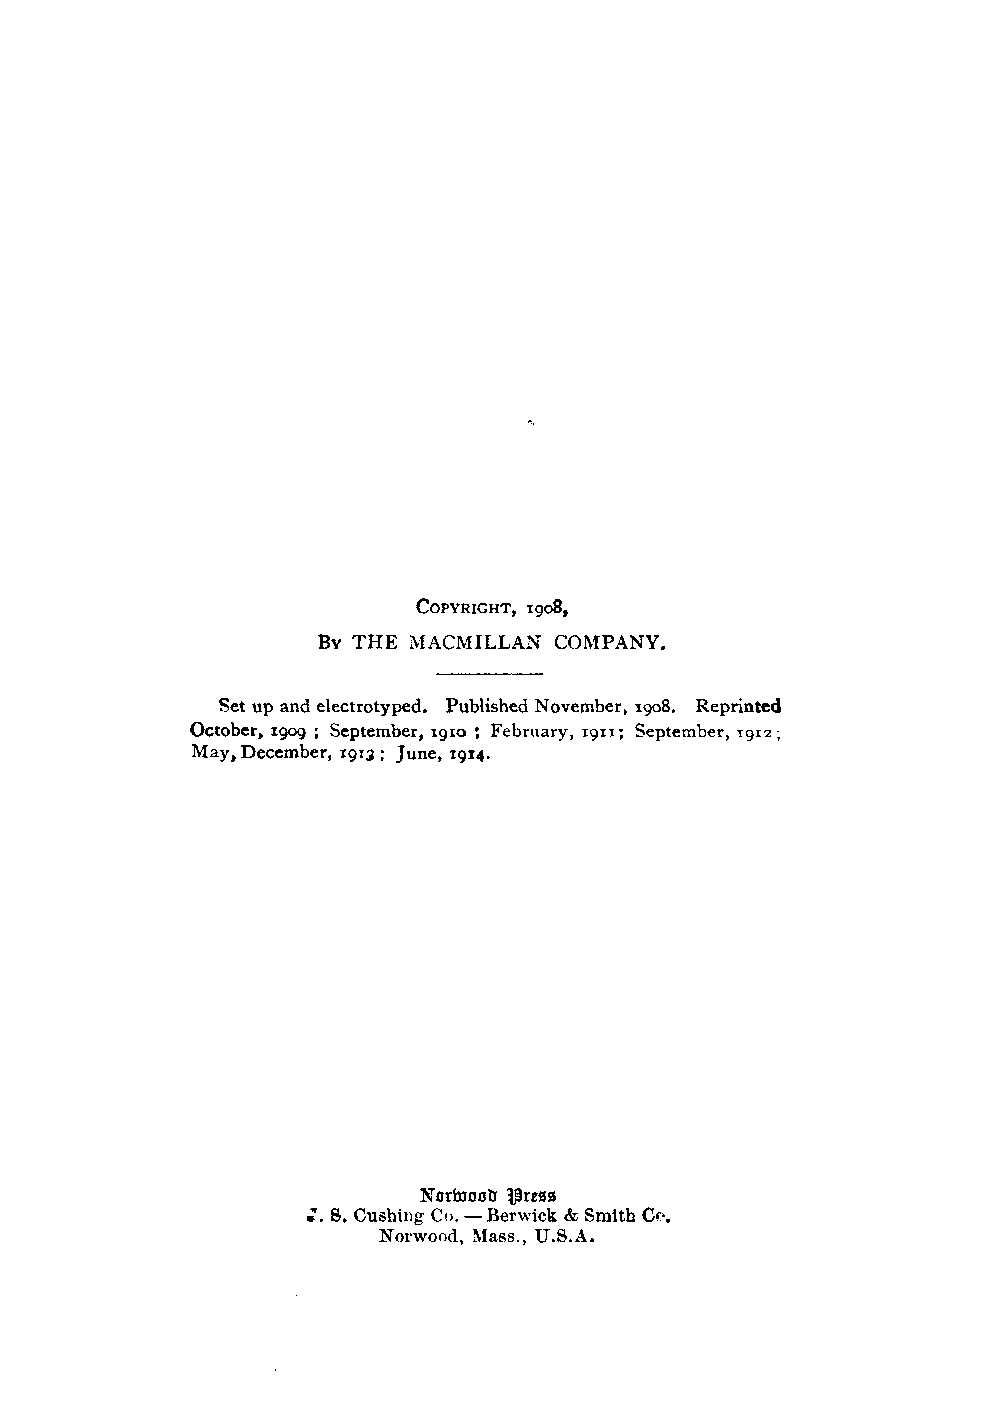 COPYRIGHT, 1908,
BY THE MACMILLAN COMPANY.
Set up and electrotyped. Published November, 1908. Reprinted
October, 1909 ; September, 1910 ; February, 1911; September, 1912;
May, December, 1913; June, 1914.
Norwood Press
J. S. Cushing Co. — Berwick & Smith Co.
Norwood, Mass., U.S.A.